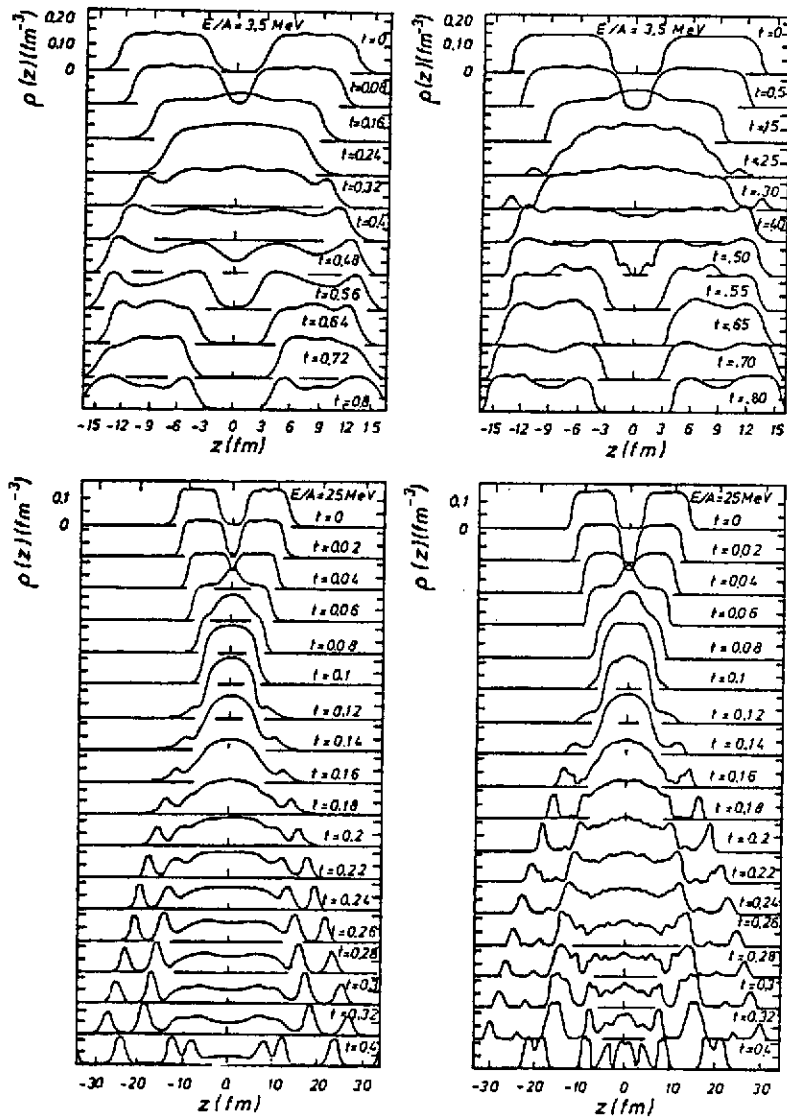 0,20
E/A = 3,5 MeV
0,10
t=0
0
ρ(z)(fm⁻³)
t=0,08
t=0,16
t=0,24
t=0,32
t=0,4
t=0,48
t=0,56
t=0,64
t=0,72
t=0,8
-15 -12 -9 -6 -3 0 3 6 9 12 15
z(fm)
0,20
E/A = 3,5 MeV
0,10
t=0
0
ρ(z)(fm⁻³)
t=0,5
t=,15
t=,25
t=.30
t=,40
t=.50
t=.55
t=.65
t=.70
t=.80
-15 -12 -9 -6 -3 0 3 6 9 12 15
z(fm)
0,1
E/A=25 MeV
0
t=0
ρ(z)(fm⁻³)
t=0,02
t=0,04
t=0,06
t=0,08
t=0,1
t=0,12
t=0,14
t=0,16
t=0,18
t=0,2
t=0,22
t=0,24
t=0,26
t=0,28
t=0,3
t=0,32
t=0,4
-30 -20 -10 0 10 20 30
z(fm)
0,1
E/A=25 MeV
0
t=0
ρ(z)(fm⁻³)
t=0,02
t=0,04
t=0,06
t=0,08
t=0,1
t=0,12
t=0,14
t=0,16
t=0,18
t=0,2
t=0,22
t=0,24
t=0,26
t=0,28
t=0,3
t=0,32
t=0,4
-30 -20 -10 0 10 20 30
z(fm)